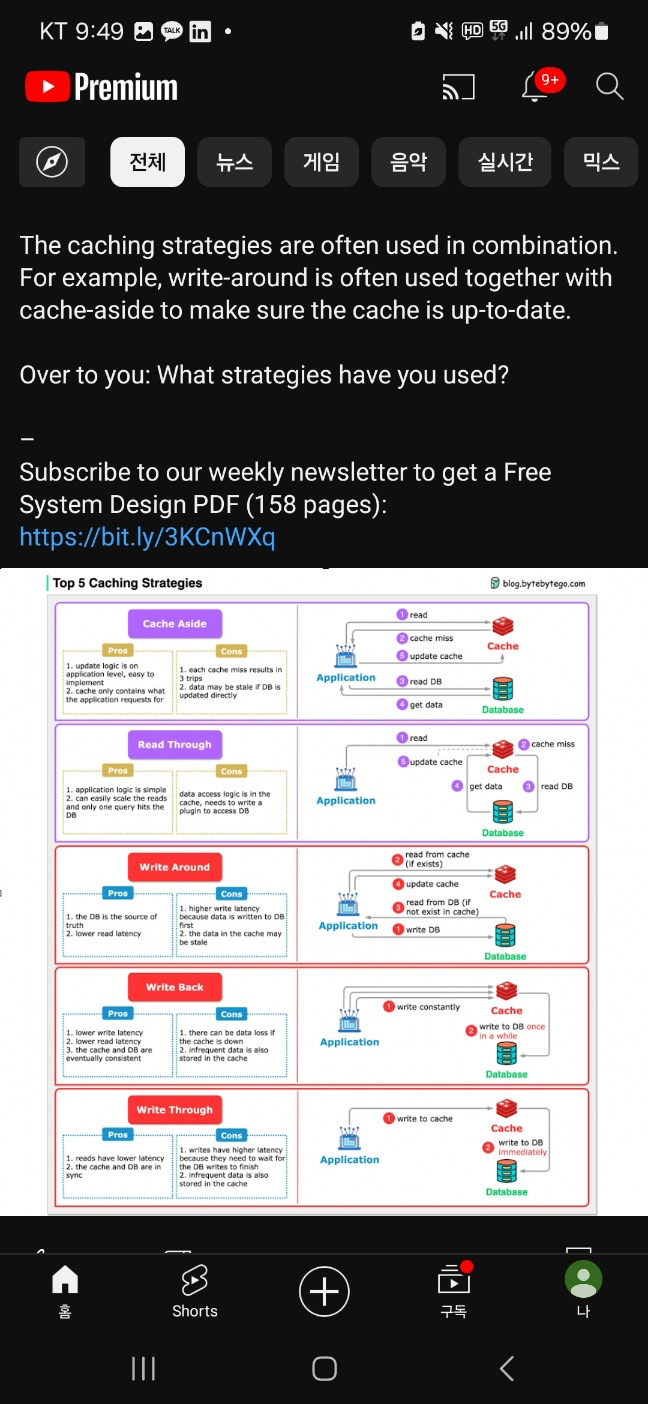 KT 9:49 TALK in HD 5G 89%
Premium 9+
전체 뉴스 게임 음악 실시간 믹스
The caching strategies are often used in combination.
For example, write-around is often used together with
cache-aside to make sure the cache is up-to-date.
Over to you: What strategies have you used?
–
Subscribe to our weekly newsletter to get a Free
System Design PDF (158 pages):
https://bit.ly/3KCnWXq
Top 5 Caching Strategies
blog.bytebytego.com
Cache Aside
Pros
1. update logic is on
application level, easy to
implement
2. cache only contains what
the application requests for
Cons
1. each cache miss results in
3 trips
2. data may be stale if DB is
updated directly
1 read
2 cache miss
5 update cache
Cache
Application
3 read DB
4 get data
Database
Read Through
Pros
1. application logic is simple
2. can easily scale the reads
and only one query hits the
DB
Cons
data access logic is in the
cache, needs to write a
plugin to access DB
1 read
2 cache miss
5 update cache
Cache
4 get data
3 read DB
Application
Database
Write Around
Pros
1. the DB is the source of
truth
2. lower read latency
Cons
1. higher write latency
because data is written to DB
first
2. the data in the cache may
be stale
2 read from cache
(if exists)
4 update cache
Cache
3 read from DB (if
not exist in cache)
Application
1 write DB
Database
Write Back
Pros
1. lower write latency
2. lower read latency
3. the cache and DB are
eventually consistent
Cons
1. there can be data loss if
the cache is down
2. infrequent data is also
stored in the cache
1 write constantly
Cache
2 write to DB once
in a while
Application
Database
Write Through
Pros
1. reads have lower latency
2. the cache and DB are in
sync
Cons
1. writes have higher latency
because they need to wait for
the DB writes to finish
2. infrequent data is also
stored in the cache
1 write to cache
Cache
2 write to DB
immediately
Application
Database
홈 Shorts 구독 나